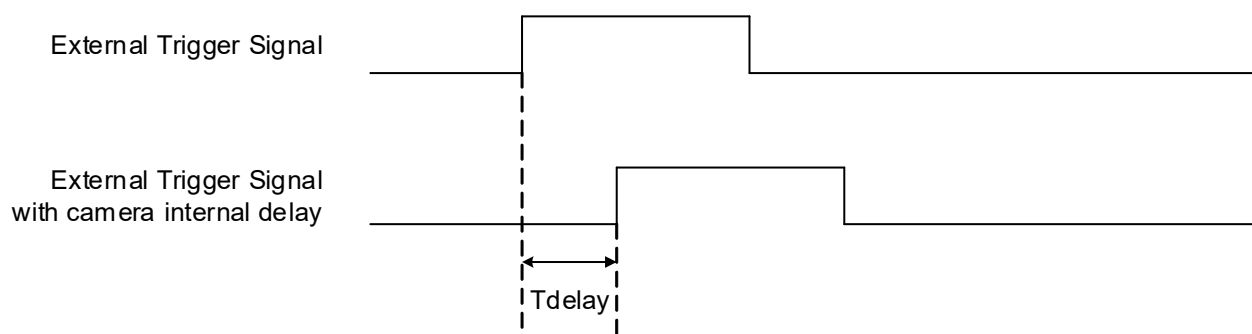 External Trigger Signal
External Trigger Signal
with camera internal delay
Tdelay